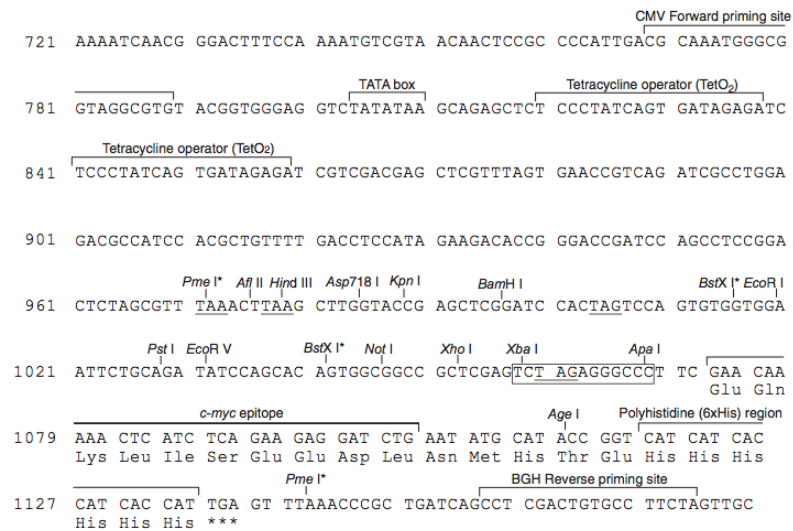 CMV Forward priming site
721 AAAATCAACG GGACTTTCCA AAATGTCGTA ACAACTCCGC CCCATTGACG CAAATGGGCG
TATA box Tetracycline operator (TetO2)
781 GTAGGCGTGT ACGGTGGGAG GTCTATATAA GCAGAGCTCT CCCTATCAGT GATAGAGATC
Tetracycline operator (TetO2)
841 TCCCTATCAG TGATAGAGAT CGTCGACGAG CTCGTTTAGT GAACCGTCAG ATCGCCTGGA
901 GACGCCATCC ACGCTGTTTT GACCTCCATA GAAGACACCG GGACCGATCC AGCCTCCGGA
Pme I* Afl II Hind III Asp718 I Kpn I BamH I BstX I* EcoR I
961 CTCTAGCGTT TAAACTTAAG CTTGGTACCG AGCTCGGATC CACTAGTCCA GTGTGGTGGA
Pst I EcoR V BstX I* Not I Xho I Xba I Apa I
1021 ATTCTGCAGA TATCCAGCAC AGTGGCGGCC GCTCGAGTCT AGAGGGCCCT TC GAA CAA
Glu Gln
c-myc epitope Age I Polyhistidine (6xHis) region
1079 AAA CTC ATC TCA GAA GAG GAT CTG AAT ATG CAT ACC GGT CAT CAT CAC
Lys Leu Ile Ser Glu Glu Asp Leu Asn Met His Thr Glu His His His
Pme I* BGH Reverse priming site
1127 CAT CAC CAT TGA GT TTAAACCCGC TGATCAGCCT CGACTGTGCC TTCTAGTTGC
His His His ***